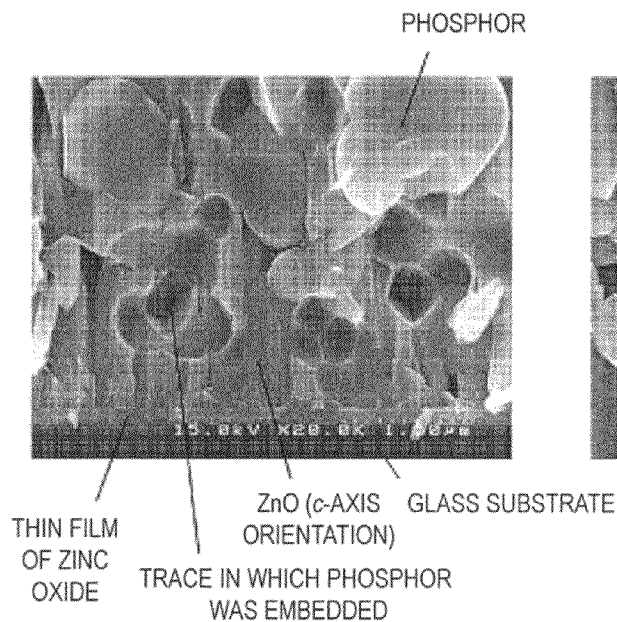 PHOSPHOR
15.0kV X20.0K 1.50µm
ZnO (c-AXIS
ORIENTATION)
GLASS SUBSTRATE
THIN FILM
OF ZINC
OXIDE
TRACE IN WHICH PHOSPHOR
WAS EMBEDDED